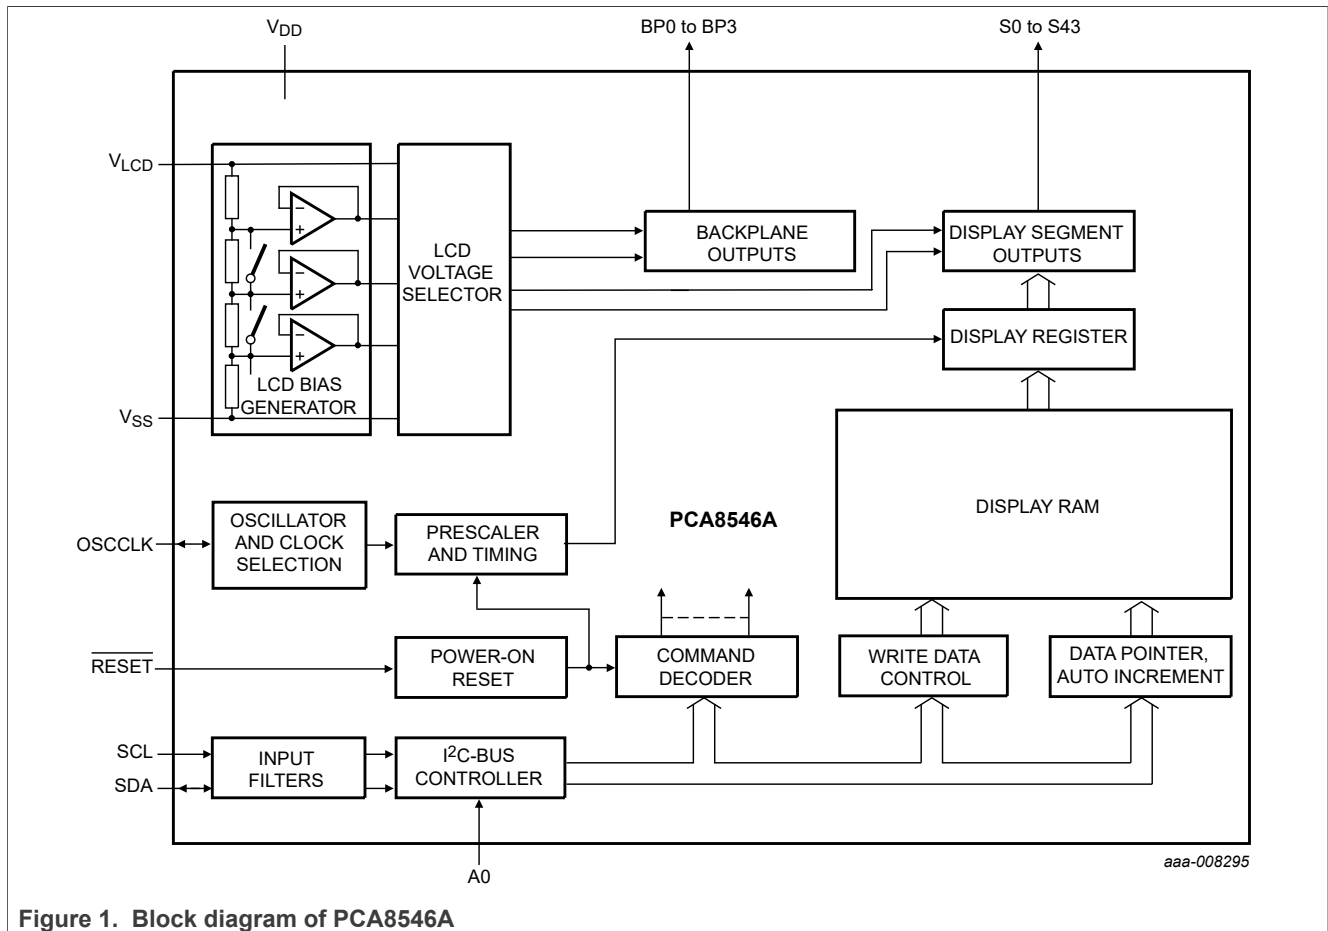 VDD
BP0 to BP3
S0 to S43
VLCD
LCD
VOLTAGE
SELECTOR
BACKPLANE
OUTPUTS
DISPLAY SEGMENT
OUTPUTS
DISPLAY REGISTER
LCD BIAS
GENERATOR
VSS
DISPLAY RAM
OSCCLK
OSCILLATOR
AND CLOCK
SELECTION
PRESCALER
AND TIMING
PCA8546A
RESET
POWER-ON
RESET
COMMAND
DECODER
WRITE DATA
CONTROL
DATA POINTER,
AUTO INCREMENT
SCL
SDA
INPUT
FILTERS
I2C-BUS
CONTROLLER
A0
aaa-008295
Figure 1. Block diagram of PCA8546A